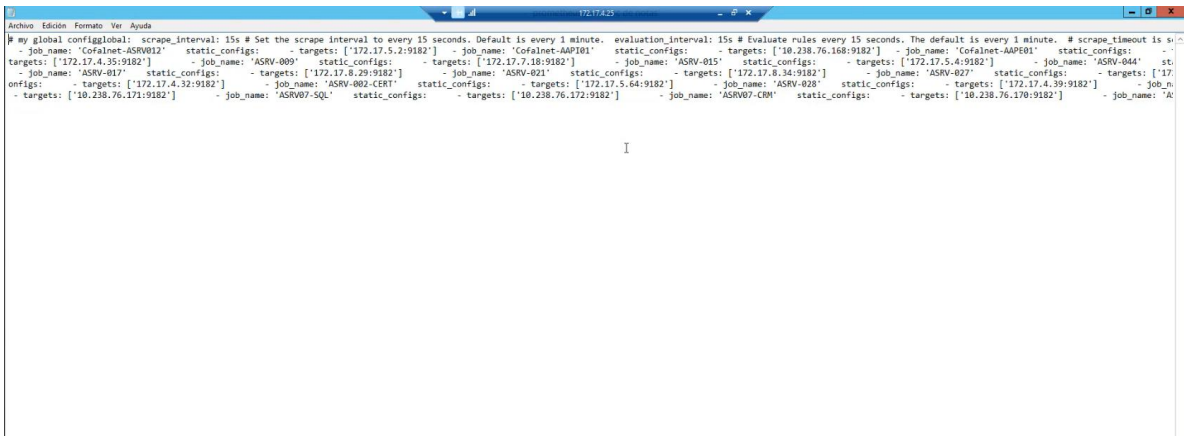 172.17.4.25
Archivo Edición Formato Ver Ayuda
# my global configglobal: scrape_interval: 15s # Set the scrape interval to every 15 seconds. Default is every 1 minute. evaluation_interval: 15s # Evaluate rules every 15 seconds. The default is every 1 minute. # scrape_timeout is
- job_name: 'Cofalnet-ASRV012' static_configs: - targets: ['172.17.5.2:9182'] - job_name: 'Cofalnet-AAPI01' static_configs: - targets: ['10.238.76.168:9182'] - job_name: 'Cofalnet-AAPE01' static_configs: -
targets: ['172.17.4.35:9182'] - job_name: 'ASRV-009' static_configs: - targets: ['172.17.7.18:9182'] - job_name: 'ASRV-015' static_configs: - targets: ['172.17.5.4:9182'] - job_name: 'ASRV-044'
- job_name: 'ASRV-017' static_configs: - targets: ['172.17.8.29:9182'] - job_name: 'ASRV-021' static_configs: - targets: ['172.17.8.34:9182'] - job_name: 'ASRV-027' static_configs: - targets: ['17
onfigs: - targets: ['172.17.4.32:9182'] - job_name: 'ASRV-002-CERT' static_configs: - targets: ['172.17.5.64:9182'] - job_name: 'ASRV-028' static_configs: - targets: ['172.17.4.39:9182'] - job_n
- targets: ['10.238.76.171:9182'] - job_name: 'ASRV07-SQL' static_configs: - targets: ['10.238.76.172:9182'] - job_name: 'ASRV07-CRM' static_configs: - targets: ['10.238.76.170:9182'] - job_name: 'A